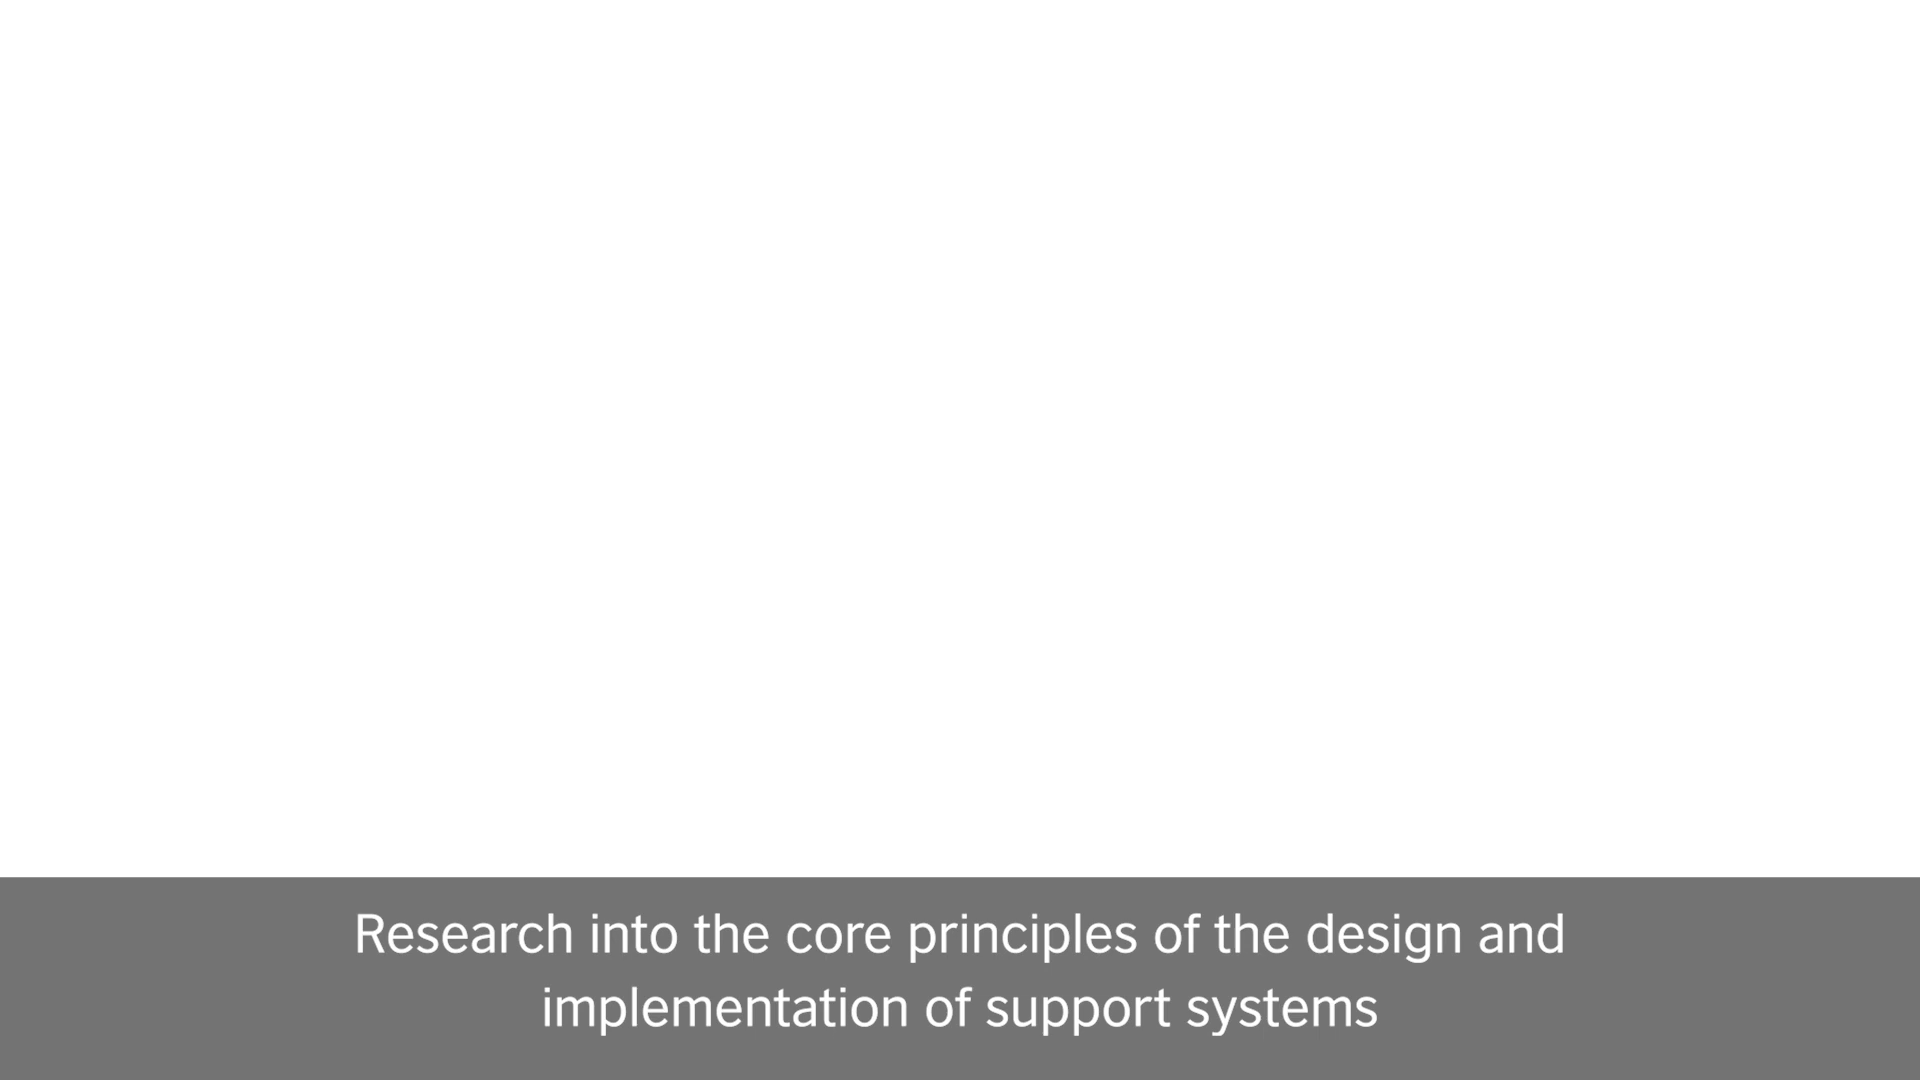 Research into the core principles of the design and
implementation of support systems